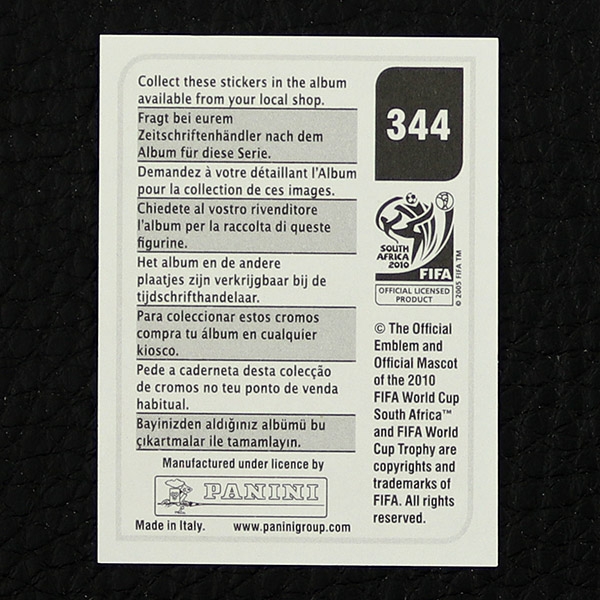 Collect these stickers in the album
available from your local shop.
Fragt bei eurem
Zeitschriftenhändler nach dem
Album für diese Serie.
Demandez à votre détaillant l'Album
pour la collection de ces images.
Chiedete al vostro rivenditore
l'album per la raccolta di queste
figurine.
Het album en de andere
plaatjes zijn verkrijgbaar bij de
tijdschrifthandelaar.
Para coleccionar estos cromos
compra tu álbum en cualquier
kiosco.
Pede a caderneta desta colecção
de cromos no teu ponto de venda
habitual.
Bayinizden aldığınız albümü bu
çıkartmalar ile tamamlayın.
Manufactured under licence by
PANINI
Made in Italy. www.paninigroup.com
344
SOUTH
AFRICA
2010
FIFA
OFFICIAL LICENSED
PRODUCT
© 2005 FIFA TM
© The Official
Emblem and
Official Mascot
of the 2010
FIFA World Cup
South Africa™
and FIFA World
Cup Trophy are
copyrights and
trademarks of
FIFA. All rights
reserved.